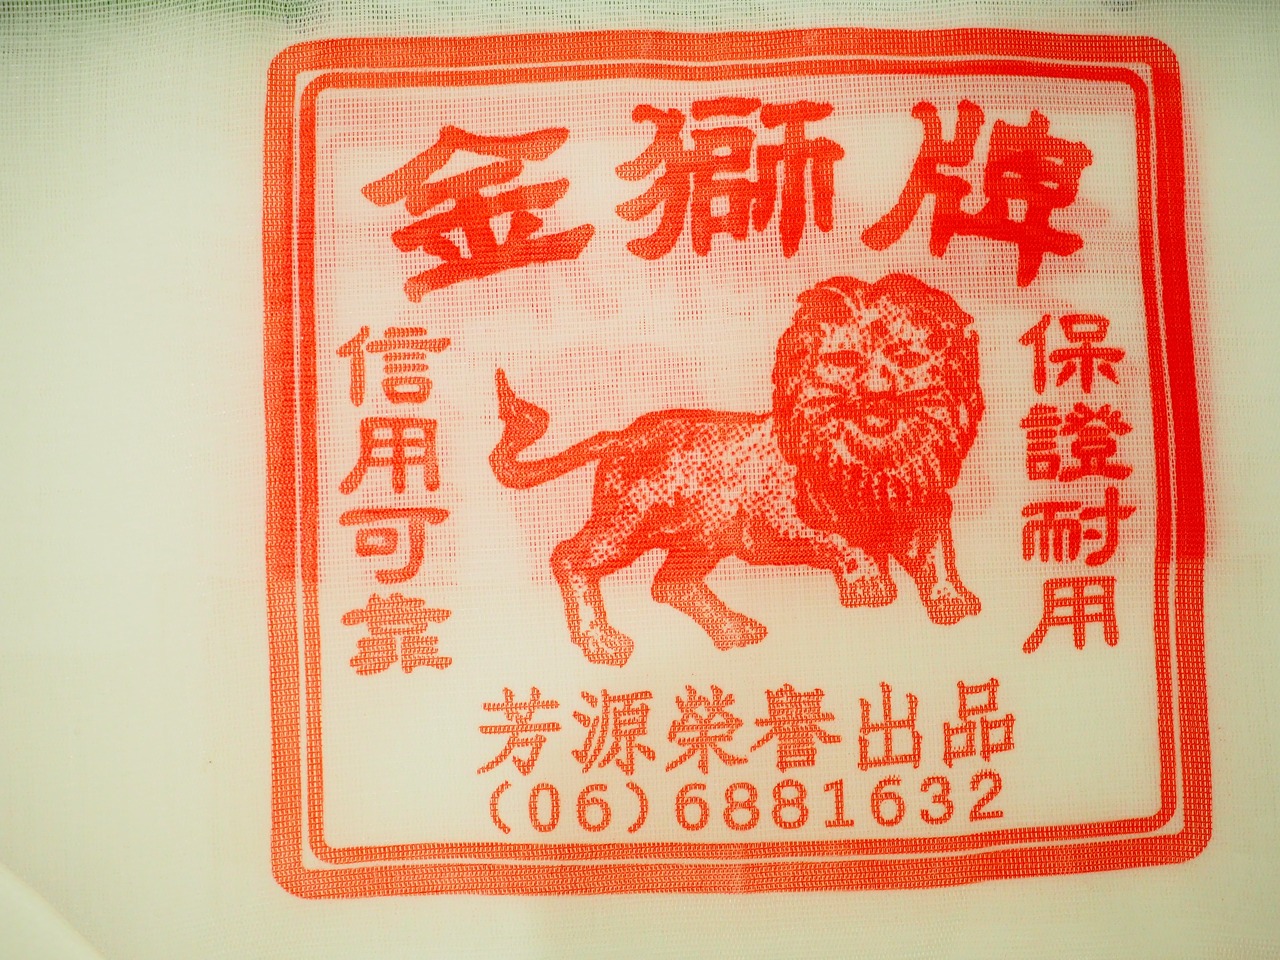 金獅牌
保證耐用
信用可靠
芳源榮譽出品
(06)6881632